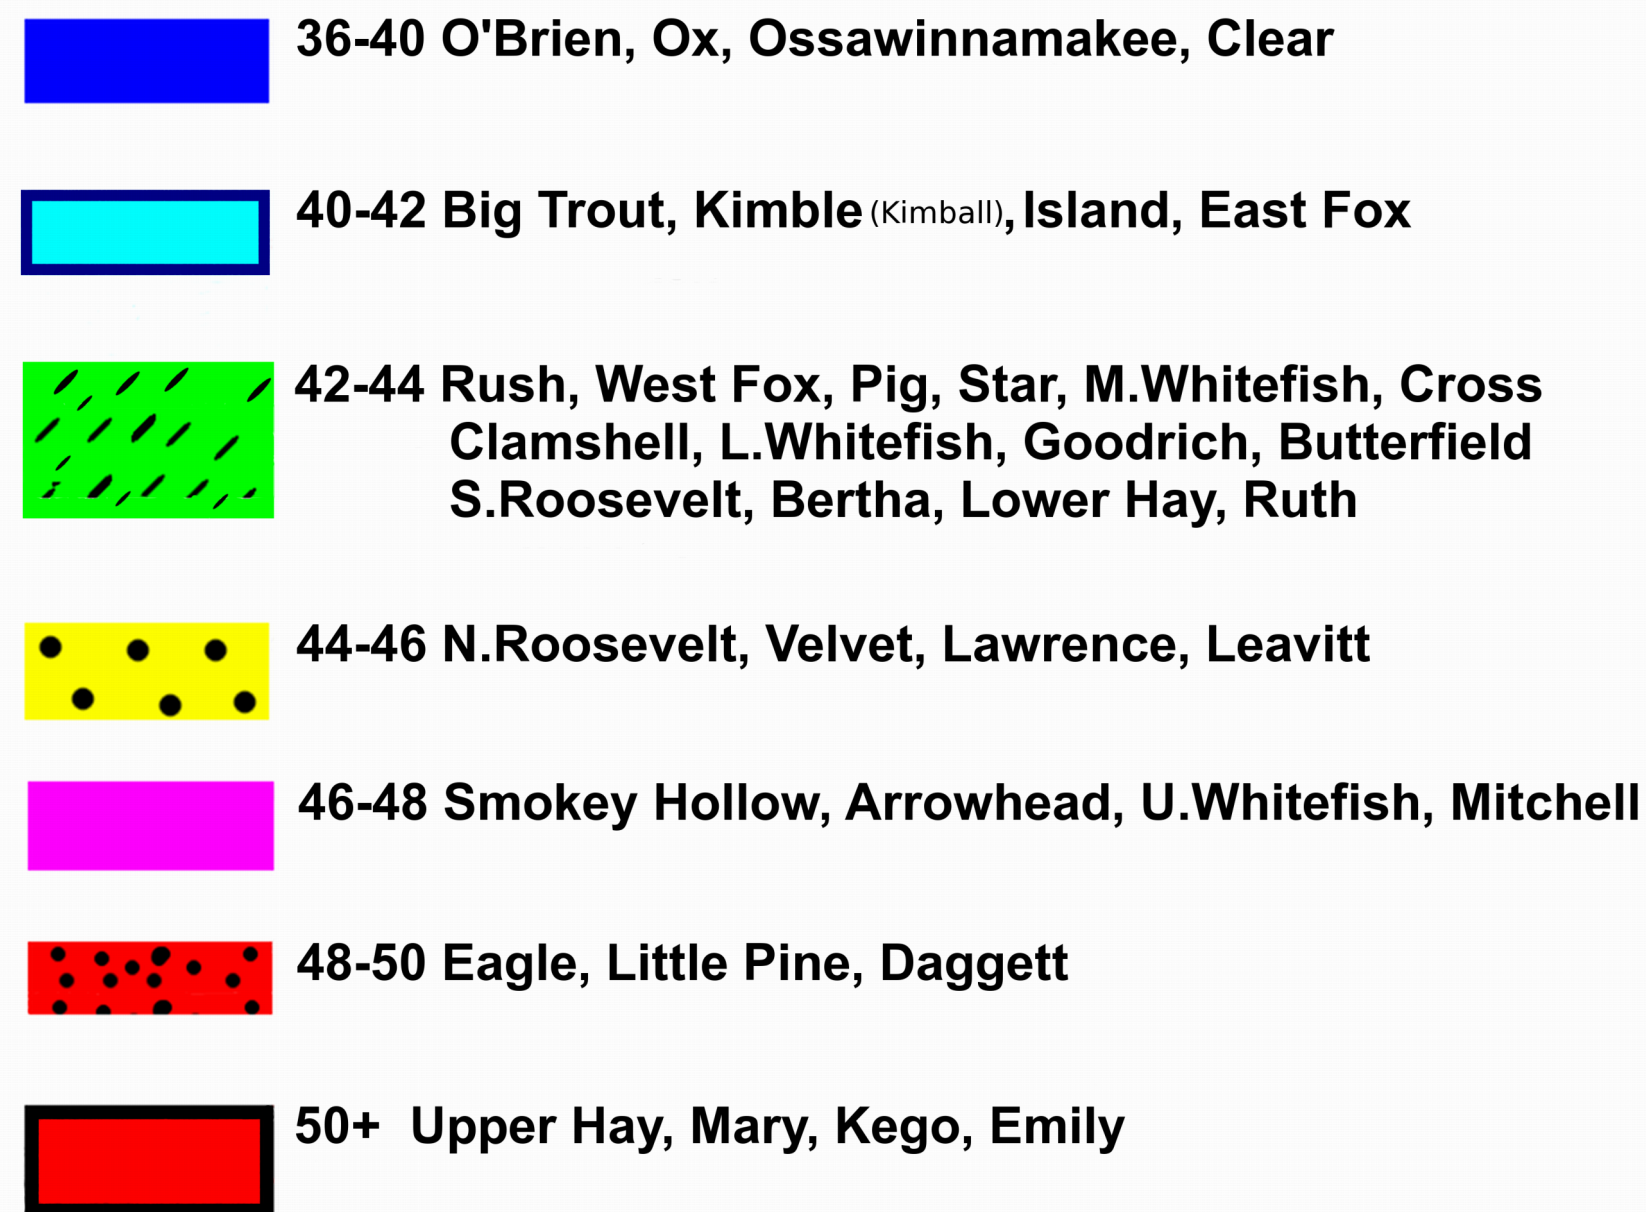 36-40 O'Brien, Ox, Ossawinnamakee, Clear
40-42 Big Trout, Kimble (Kimball), Island, East Fox
42-44 Rush, West Fox, Pig, Star, M.Whitefish, Cross
Clamshell, L.Whitefish, Goodrich, Butterfield
S.Roosevelt, Bertha, Lower Hay, Ruth
44-46 N.Roosevelt, Velvet, Lawrence, Leavitt
46-48 Smokey Hollow, Arrowhead, U.Whitefish, Mitchell
48-50 Eagle, Little Pine, Daggett
50+ Upper Hay, Mary, Kego, Emily